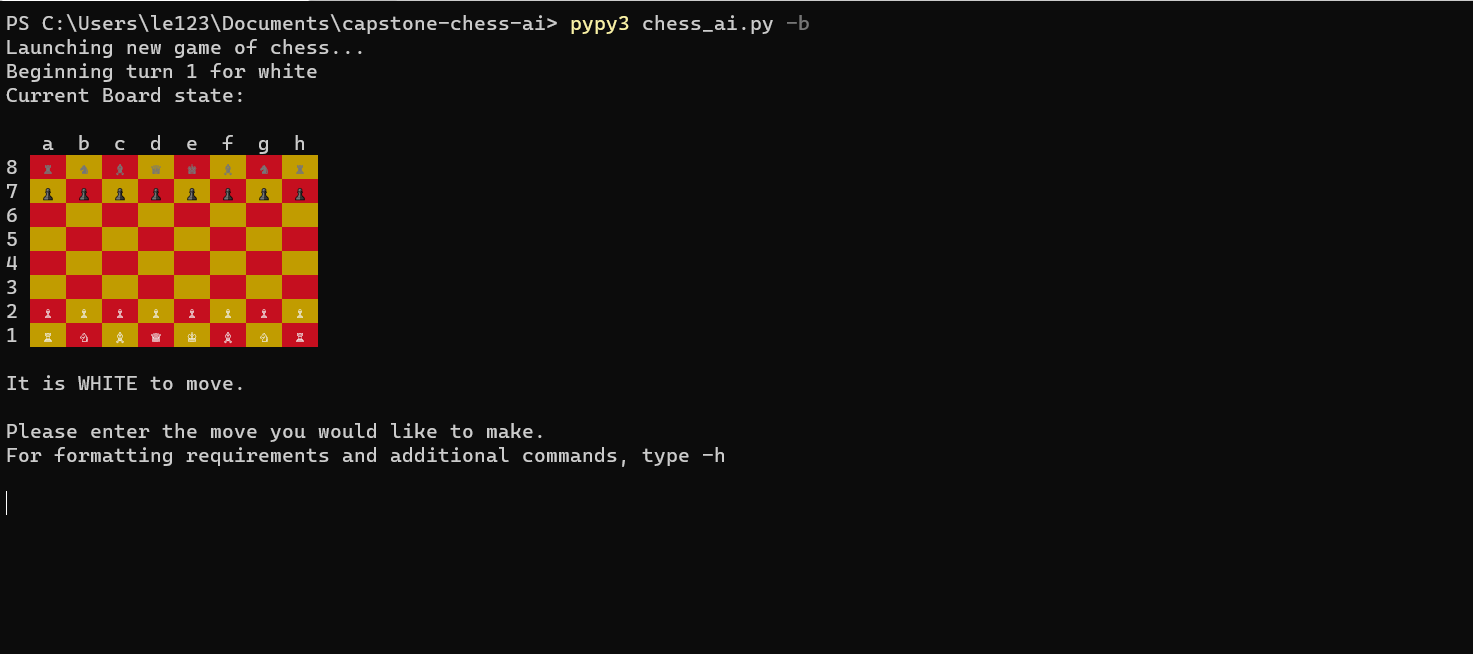 PS C:\Users\le123\Documents\capstone-chess-ai> pypy3 chess_ai.py -b
Launching new game of chess...
Beginning turn 1 for white
Current Board state:
a b c d e f g h
8 ♜ ♞ ♝ ♛ ♚ ♝ ♞ ♜
7 ♟ ♟ ♟ ♟ ♟ ♟ ♟ ♟
6
5
4
3
2 ♙ ♙ ♙ ♙ ♙ ♙ ♙ ♙
1 ♖ ♘ ♗ ♕ ♔ ♗ ♘ ♖
It is WHITE to move.
Please enter the move you would like to make.
For formatting requirements and additional commands, type -h